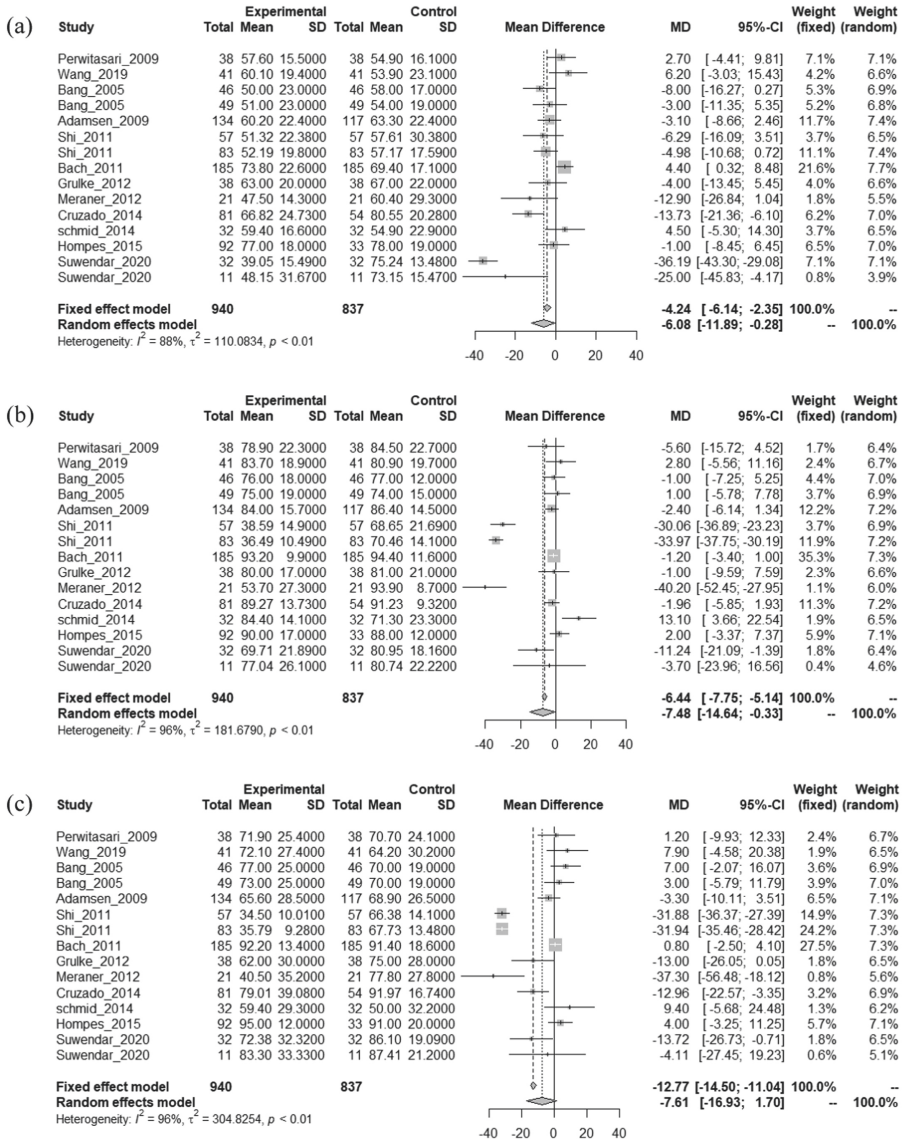 (a)
Experimental Control Weight Weight
Study Total Mean SD Total Mean SD Mean Difference MD 95%-CI (fixed) (random)
Perwitasari_2009 38 57.60 15.5000 38 54.90 16.1000 2.70 [ -4.41; 9.81] 7.1% 7.1%
Wang_2019 41 60.10 19.4000 41 53.90 23.1000 6.20 [ -3.03; 15.43] 4.2% 6.6%
Bang_2005 46 50.00 23.0000 46 58.00 17.0000 -8.00 [-16.27; 0.27] 5.3% 6.9%
Bang_2005 49 51.00 23.0000 49 54.00 19.0000 -3.00 [-11.35; 5.35] 5.2% 6.8%
Adamsen_2009 134 60.20 22.4000 117 63.30 22.4000 -3.10 [ -8.66; 2.46] 11.7% 7.4%
Shi_2011 57 51.32 22.3800 57 57.61 30.3800 -6.29 [-16.09; 3.51] 3.7% 6.5%
Shi_2011 83 52.19 19.8000 83 57.17 17.5900 -4.98 [-10.68; 0.72] 11.1% 7.4%
Bach_2011 185 73.80 22.6000 185 69.40 17.1000 4.40 [ 0.32; 8.48] 21.6% 7.7%
Grulke_2012 38 63.00 20.0000 38 67.00 22.0000 -4.00 [-13.45; 5.45] 4.0% 6.6%
Meraner_2012 21 47.50 14.3000 21 60.40 29.3000 -12.90 [-26.84; 1.04] 1.8% 5.5%
Cruzado_2014 81 66.82 24.7300 54 80.55 20.2800 -13.73 [-21.36; -6.10] 6.2% 7.0%
schmid_2014 32 59.40 16.6000 32 54.90 22.9000 4.50 [ -5.30; 14.30] 3.7% 6.5%
Hompes_2015 92 77.00 18.0000 33 78.00 19.0000 -1.00 [ -8.45; 6.45] 6.5% 7.0%
Suwendar_2020 32 39.05 15.4900 32 75.24 13.4800 -36.19 [-43.30; -29.08] 7.1% 7.1%
Suwendar_2020 11 48.15 31.6700 11 73.15 15.4700 -25.00 [-45.83; -4.17] 0.8% 3.9%
Fixed effect model 940 837 -4.24 [ -6.14; -2.35] 100.0% --
Random effects model -6.08 [-11.89; -0.28] -- 100.0%
Heterogeneity: I² = 88%, τ² = 110.0834, p < 0.01
-40 -20 0 20 40
(b)
Experimental Control Weight Weight
Study Total Mean SD Total Mean SD Mean Difference MD 95%-CI (fixed) (random)
Perwitasari_2009 38 78.90 22.3000 38 84.50 22.7000 -5.60 [-15.72; 4.52] 1.7% 6.4%
Wang_2019 41 83.70 18.9000 41 80.90 19.7000 2.80 [ -5.56; 11.16] 2.4% 6.7%
Bang_2005 46 76.00 18.0000 46 77.00 12.0000 -1.00 [ -7.25; 5.25] 4.4% 7.0%
Bang_2005 49 75.00 19.0000 49 74.00 15.0000 1.00 [ -5.78; 7.78] 3.7% 6.9%
Adamsen_2009 134 84.00 15.7000 117 86.40 14.5000 -2.40 [ -6.14; 1.34] 12.2% 7.2%
Shi_2011 57 38.59 14.9000 57 68.65 21.6900 -30.06 [-36.89; -23.23] 3.7% 6.9%
Shi_2011 83 36.49 10.4900 83 70.46 14.1000 -33.97 [-37.75; -30.19] 11.9% 7.2%
Bach_2011 185 93.20 9.9000 185 94.40 11.6000 -1.20 [ -3.40; 1.00] 35.3% 7.3%
Grulke_2012 38 80.00 17.0000 38 81.00 21.0000 -1.00 [ -9.59; 7.59] 2.3% 6.6%
Meraner_2012 21 53.70 27.3000 21 93.90 8.7000 -40.20 [-52.45; -27.95] 1.1% 6.0%
Cruzado_2014 81 89.27 13.7300 54 91.23 9.3200 -1.96 [ -5.85; 1.93] 11.3% 7.2%
schmid_2014 32 84.40 14.1000 32 71.30 23.3000 13.10 [ 3.66; 22.54] 1.9% 6.5%
Hompes_2015 92 90.00 17.0000 33 88.00 12.0000 2.00 [ -3.37; 7.37] 5.9% 7.1%
Suwendar_2020 32 69.71 21.8900 32 80.95 18.1600 -11.24 [-21.09; -1.39] 1.8% 6.4%
Suwendar_2020 11 77.04 26.1000 11 80.74 22.2200 -3.70 [-23.96; 16.56] 0.4% 4.6%
Fixed effect model 940 837 -6.44 [ -7.75; -5.14] 100.0% --
Random effects model -7.48 [-14.64; -0.33] -- 100.0%
Heterogeneity: I² = 96%, τ² = 181.6790, p < 0.01
-40 -20 0 20 40
(c)
Experimental Control Weight Weight
Study Total Mean SD Total Mean SD Mean Difference MD 95%-CI (fixed) (random)
Perwitasari_2009 38 71.90 25.4000 38 70.70 24.1000 1.20 [ -9.93; 12.33] 2.4% 6.7%
Wang_2019 41 72.10 27.4000 41 64.20 30.2000 7.90 [ -4.58; 20.38] 1.9% 6.5%
Bang_2005 46 77.00 25.0000 46 70.00 19.0000 7.00 [ -2.07; 16.07] 3.6% 6.9%
Bang_2005 49 73.00 25.0000 49 70.00 19.0000 3.00 [ -5.79; 11.79] 3.9% 7.0%
Adamsen_2009 134 65.60 28.5000 117 68.90 26.5000 -3.30 [-10.11; 3.51] 6.5% 7.1%
Shi_2011 57 34.50 10.0100 57 66.38 14.1000 -31.88 [-36.37; -27.39] 14.9% 7.3%
Shi_2011 83 35.79 9.2800 83 67.73 13.4800 -31.94 [-35.46; -28.42] 24.2% 7.3%
Bach_2011 185 92.20 13.4000 185 91.40 18.6000 0.80 [ -2.50; 4.10] 27.5% 7.3%
Grulke_2012 38 62.00 30.0000 38 75.00 28.0000 -13.00 [-26.05; 0.05] 1.8% 6.5%
Meraner_2012 21 40.50 35.2000 21 77.80 27.8000 -37.30 [-56.48; -18.12] 0.8% 5.6%
Cruzado_2014 81 79.01 39.0800 54 91.97 16.7400 -12.96 [-22.57; -3.35] 3.2% 6.9%
schmid_2014 32 59.40 29.3000 32 50.00 32.2000 9.40 [ -5.68; 24.48] 1.3% 6.2%
Hompes_2015 92 95.00 12.0000 33 91.00 20.0000 4.00 [ -3.25; 11.25] 5.7% 7.1%
Suwendar_2020 32 72.38 32.3200 32 86.10 19.0900 -13.72 [-26.73; -0.71] 1.8% 6.5%
Suwendar_2020 11 83.30 33.3300 11 87.41 21.2000 -4.11 [-27.45; 19.23] 0.6% 5.1%
Fixed effect model 940 837 -12.77 [-14.50; -11.04] 100.0% --
Random effects model -7.61 [-16.93; 1.70] -- 100.0%
Heterogeneity: I² = 96%, τ² = 304.8254, p < 0.01
-40 -20 0 20 40